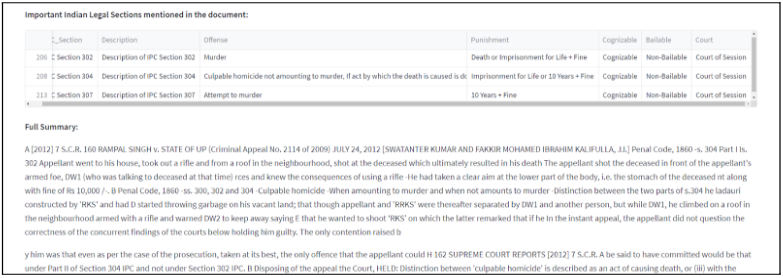 Important Indian Legal Sections mentioned in the document:
C_Section Description Offense Punishment Cognizable Bailable Court
206 C Section 302 Description of IPC Section 302 Murder Death or Imprisonment for Life + Fine Cognizable Non-Bailable Court of Session
208 C Section 304 Description of IPC Section 304 Culpable homicide not amounting to murder, if act by which the death is caused is dc Imprisonment for Life or 10 Years + Fine Cognizable Non-Bailable Court of Session
213 C Section 307 Description of IPC Section 307 Attempt to murder 10 Years + Fine Cognizable Non-Bailable Court of Session
Full Summary:
A [2012] 7 S.C.R. 160 RAMPAL SINGH v. STATE OF UP (Criminal Appeal No. 2114 of 2009) JULY 24, 2012 [SWATANTER KUMAR AND FAKKIR MOHAMED IBRAHIM KALIFULLA, JJ.] Penal Code, 1860 -s. 304 Part I Is.
302 Appellant went to his house, took out a rifle and from a roof in the neighbourhood, shot at the deceased which ultimately resulted in his death The appellant shot the deceased in front of the appellant's
armed foe, DW1 (who was talking to deceased at that time) rces and knew the consequences of using a rifle -He had taken a clear aim at the lower part of the body, i.e. the stomach of the deceased nt along
with fine of Rs 10,000 /-. B Penal Code, 1860 -ss. 300, 302 and 304 -Culpable homicide -When amounting to murder and when not amounts to murder -Distinction between the two parts of s.304 he ladauri
constructed by 'RKS' and had D started throwing garbage on his vacant land; that though appellant and 'RRKS' were thereafter separated by DW1 and another person, but while DW1, he climbed on a roof in
the neighbourhood armed with a rifle and warned DW2 to keep away saying E that he wanted to shoot 'RKS' on which the latter remarked that if he In the instant appeal, the appellant did not question the
correctness of the concurrent findings of the courts below holding him guilty. The only contention raised b
y him was that even as per the case of the prosecution, taken at its best, the only offence that the appellant could H 162 SUPREME COURT REPORTS [2012] 7 S.C.R. A be said to have committed would be that
under Part II of Section 304 IPC and not under Section 302 IPC. B Disposing of the appeal the Court, HELD: Distinction between 'culpable homicide' is described as an act of causing death, or (iii) with the